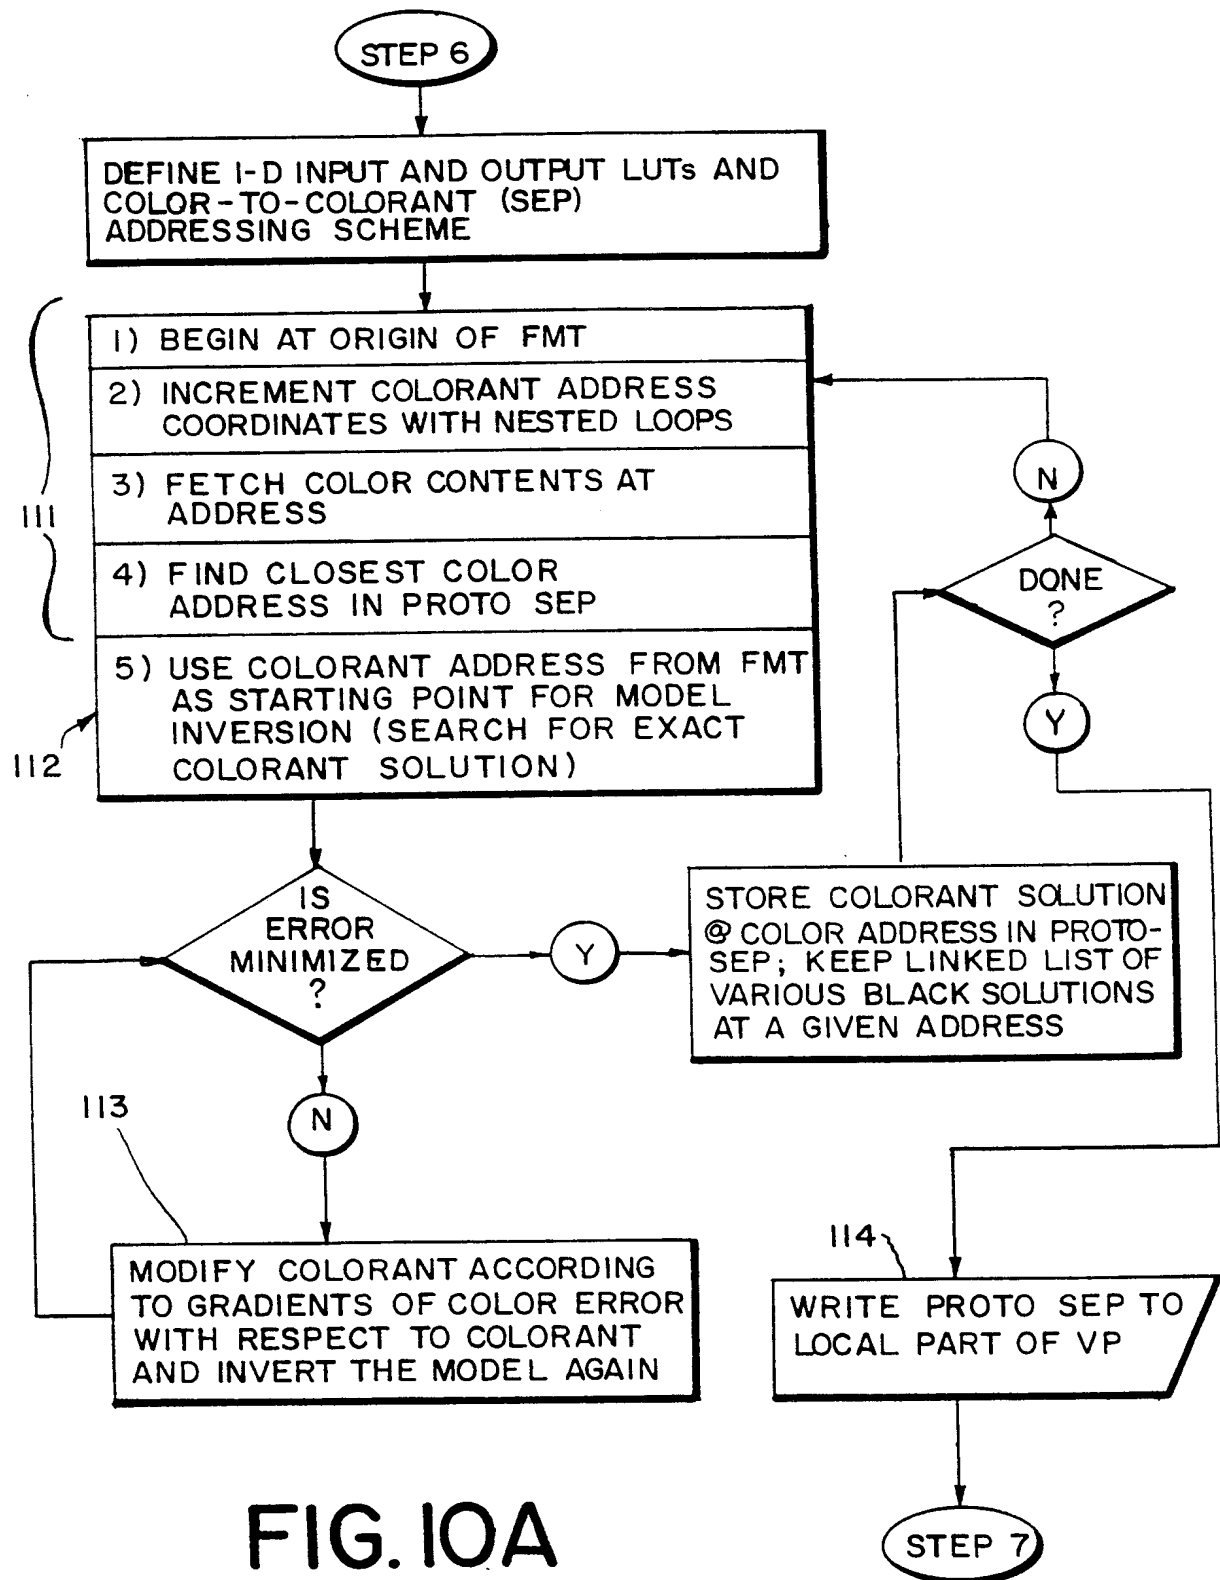 STEP 6
DEFINE 1-D INPUT AND OUTPUT LUTs AND
COLOR-TO-COLORANT (SEP)
ADDRESSING SCHEME
1) BEGIN AT ORIGIN OF FMT
2) INCREMENT COLORANT ADDRESS
COORDINATES WITH NESTED LOOPS
3) FETCH COLOR CONTENTS AT
ADDRESS
4) FIND CLOSEST COLOR
ADDRESS IN PROTO SEP
5) USE COLORANT ADDRESS FROM FMT
AS STARTING POINT FOR MODEL
INVERSION (SEARCH FOR EXACT
COLORANT SOLUTION)
111
112
N
DONE
?
Y
IS
ERROR
MINIMIZED
?
Y
STORE COLORANT SOLUTION
@ COLOR ADDRESS IN PROTO-
SEP; KEEP LINKED LIST OF
VARIOUS BLACK SOLUTIONS
AT A GIVEN ADDRESS
N
113
MODIFY COLORANT ACCORDING
TO GRADIENTS OF COLOR ERROR
WITH RESPECT TO COLORANT
AND INVERT THE MODEL AGAIN
114
WRITE PROTO SEP TO
LOCAL PART OF VP
STEP 7
FIG. 10A